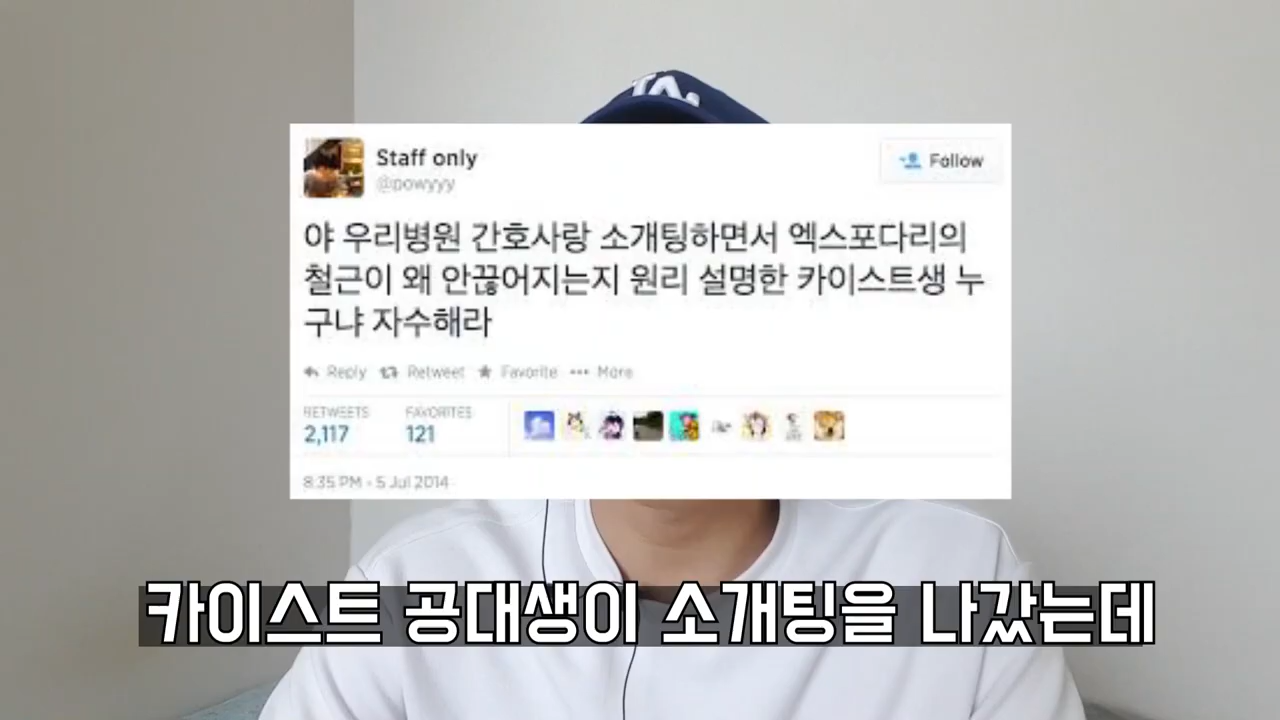 Staff only
@powyyy
Follow
야 우리병원 간호사랑 소개팅하면서 엑스포다리의
철근이 왜 안끊어지는지 원리 설명한 카이스트생 누
구냐 자수해라
Reply Retweet Favorite More
RETWEETS FAVORITES
2,117 121
8:35 PM - 5 Jul 2014
카이스트 공대생이 소개팅을 나갔는데